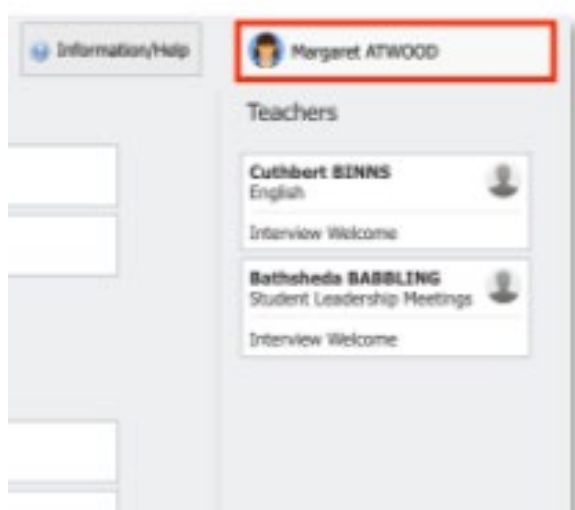 Information/Help
Margaret ATWOOD
Teachers
Cuthbert BINNS
English
Interview Welcome
Bathsheda BABBLING
Student Leadership Meetings
Interview Welcome